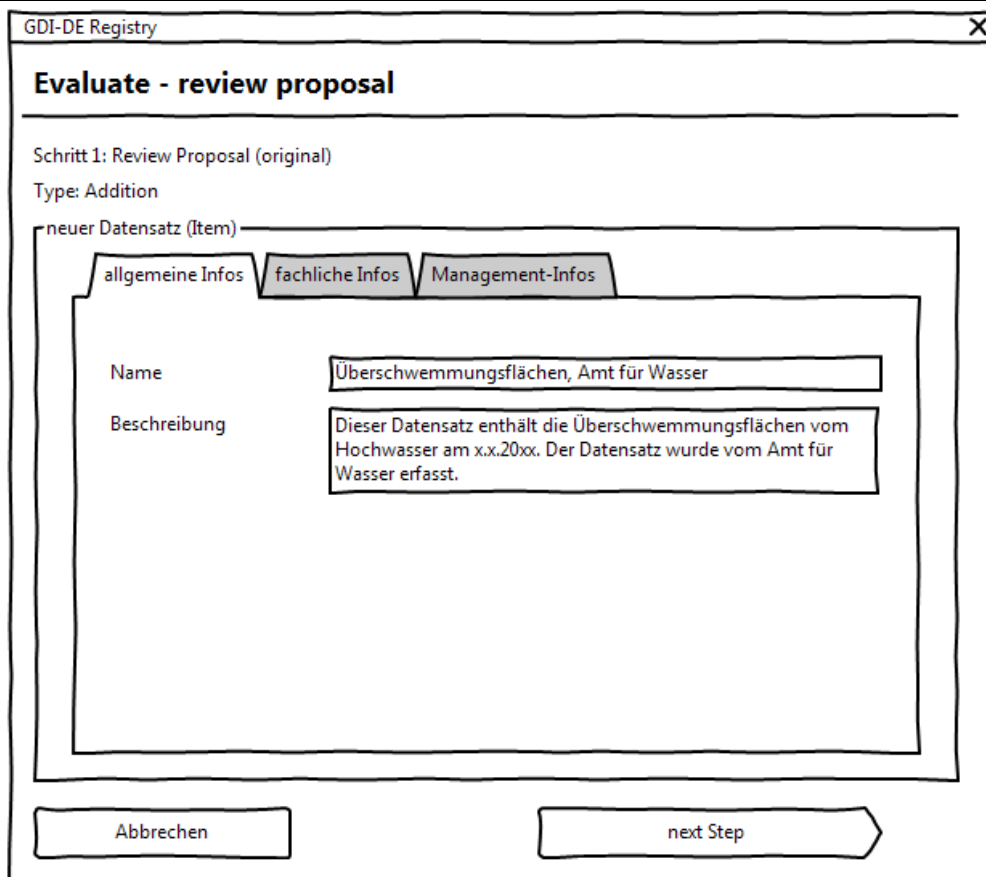 GDI-DE Registry
Evaluate - review proposal
Schritt 1: Review Proposal (original)
Type: Addition
neuer Datensatz (Item)
allgemeine Infos fachliche Infos Management-Infos
Name Überschwemmungsflächen, Amt für Wasser
Beschreibung Dieser Datensatz enthält die Überschwemmungsflächen vom
Hochwasser am x.x.20xx. Der Datensatz wurde vom Amt für
Wasser erfasst.
Abbrechen next Step